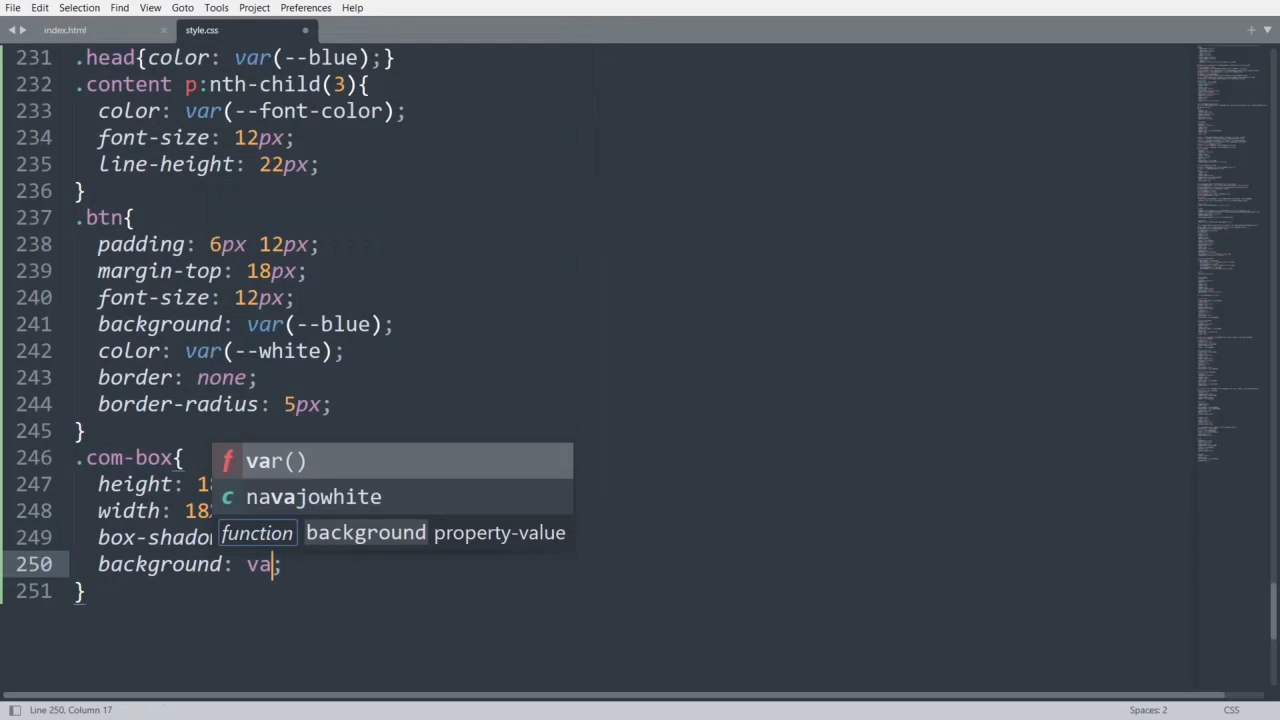 File Edit Selection View Goto Tools Project Preferences Help
index.html style.css
231 .head{color: var(--blue);}
232 .content p:nth-child(3){
233 color: var(--font-color);
234 font-size: 12px;
235 line-height: 22px;
236 }
237 .btn{
238 padding: 6px 12px;
239 margin-top: 18px;
240 font-size: 12px;
241 background: var(--blue);
242 color: var(--white);
243 border: none;
244 border-radius: 5px;
245 }
246 .com-box{
f var()
247 height:
c navajowhite
248 width: 18
249 box-shado
function background property-value
250 background: va;
251 }
Line 250, Column 17 Spaces: 2 CSS